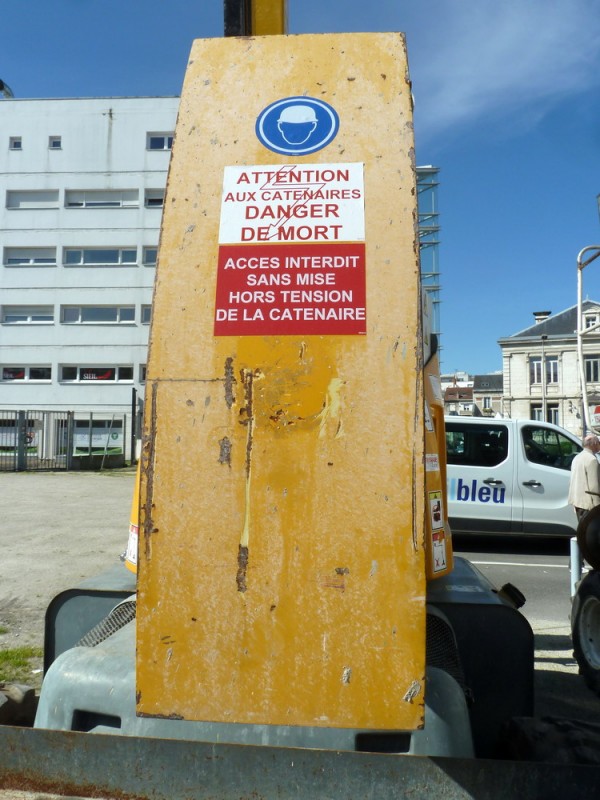 ATTENTION
AUX CATENAIRES
DANGER
DE MORT
ACCES INTERDIT
SANS MISE
HORS TENSION
DE LA CATENAIRE
bleu